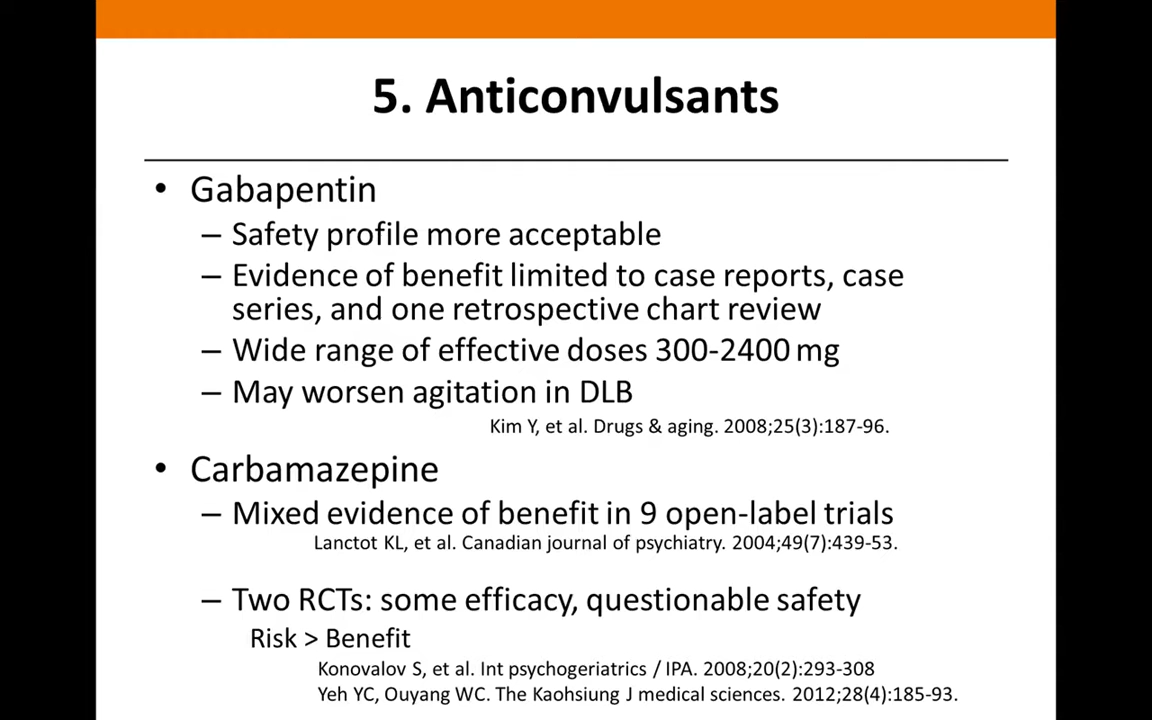 5. Anticonvulsants
• Gabapentin
– Safety profile more acceptable
– Evidence of benefit limited to case reports, case
series, and one retrospective chart review
– Wide range of effective doses 300-2400 mg
– May worsen agitation in DLB
Kim Y, et al. Drugs & aging. 2008;25(3):187-96.
• Carbamazepine
– Mixed evidence of benefit in 9 open-label trials
Lanctot KL, et al. Canadian journal of psychiatry. 2004;49(7):439-53.
– Two RCTs: some efficacy, questionable safety
Risk > Benefit
Konovalov S, et al. Int psychogeriatrics / IPA. 2008;20(2):293-308
Yeh YC, Ouyang WC. The Kaohsiung J medical sciences. 2012;28(4):185-93.